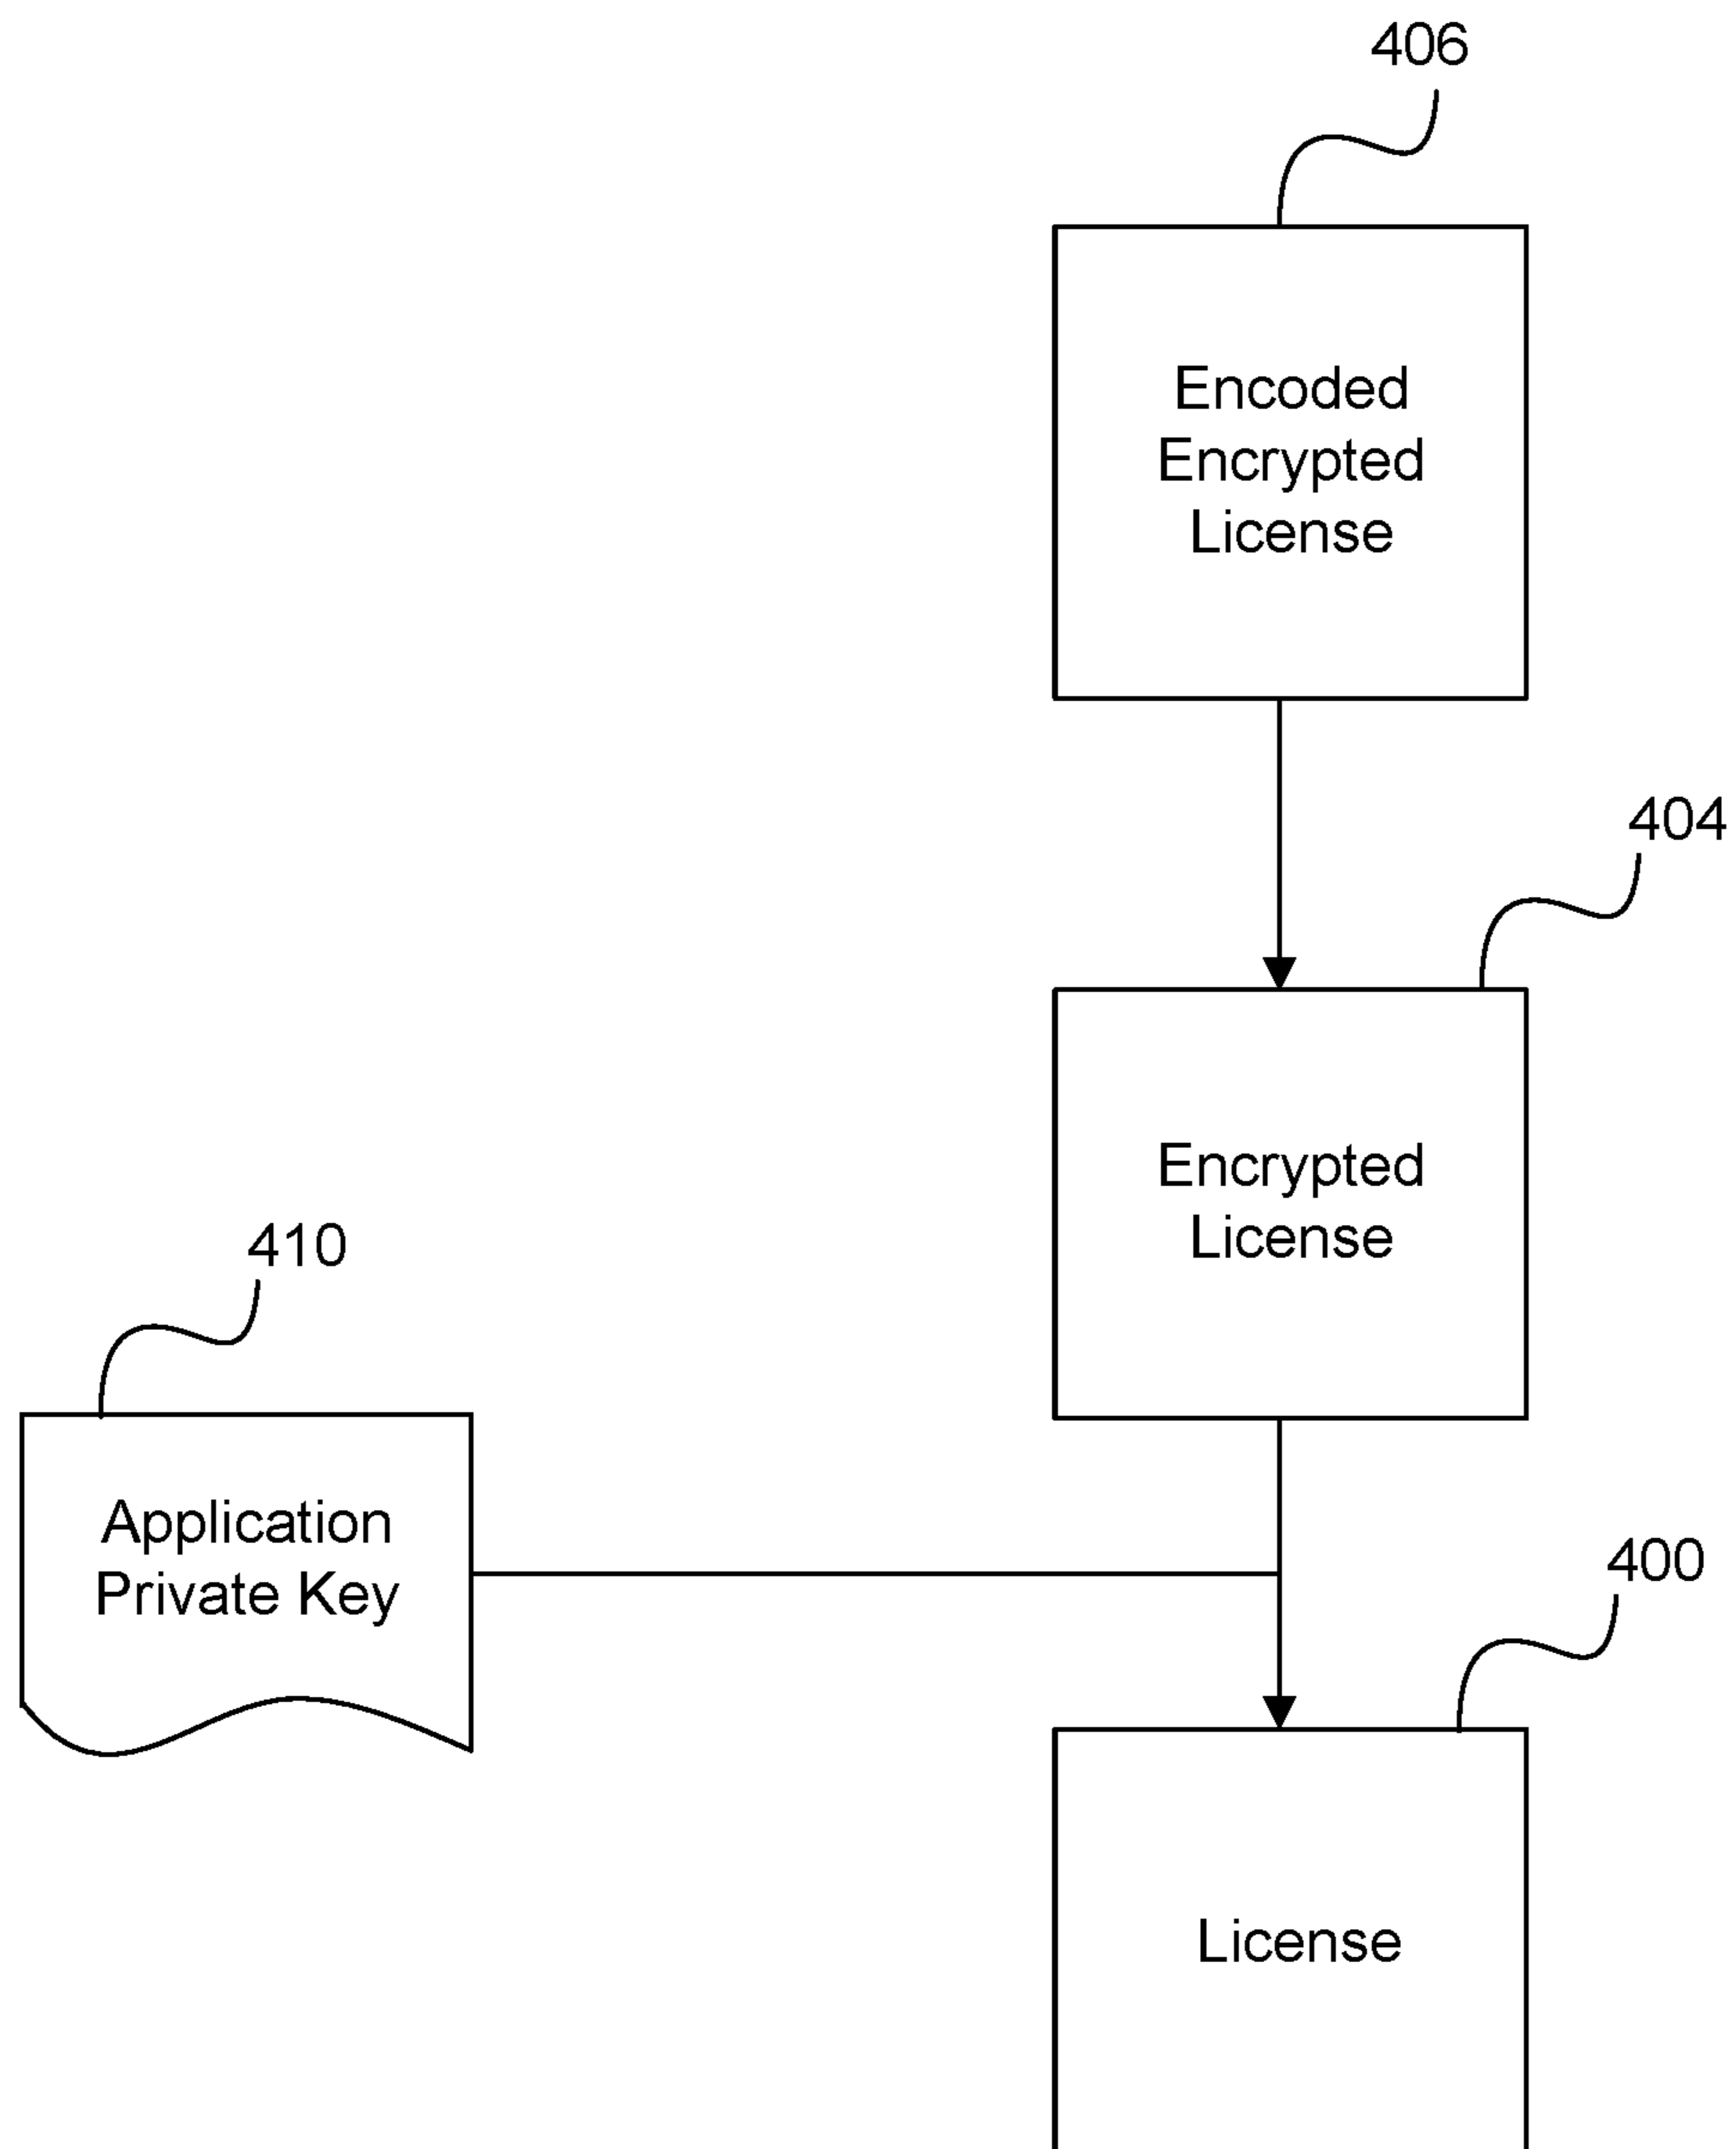 406
Encoded
Encrypted
License
404
Encrypted
License
410
Application
Private Key
400
License